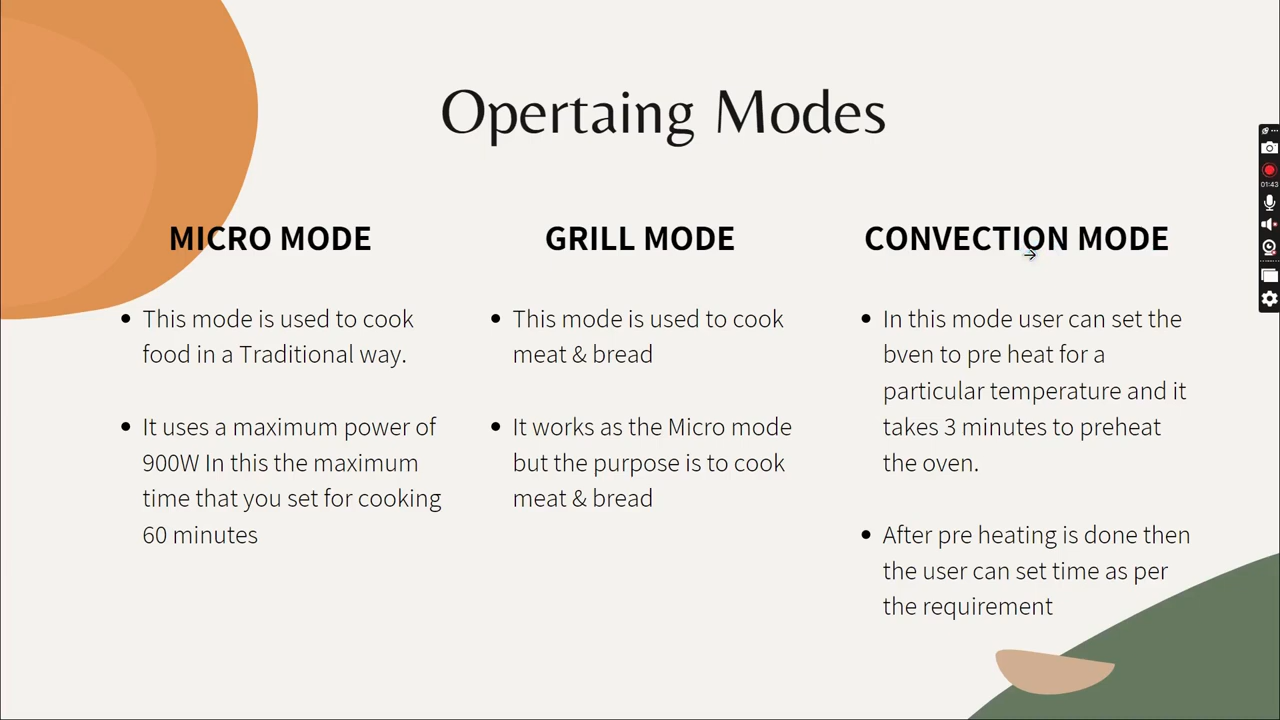 Opertaing Modes
MICRO MODE
This mode is used to cook
food in a Traditional way.
It uses a maximum power of
900W In this the maximum
time that you set for cooking
60 minutes
GRILL MODE
This mode is used to cook
meat & bread
It works as the Micro mode
but the purpose is to cook
meat & bread
CONVECTION MODE
In this mode user can set the
bven to pre heat for a
particular temperature and it
takes 3 minutes to preheat
the oven.
After pre heating is done then
the user can set time as per
the requirement
01:43